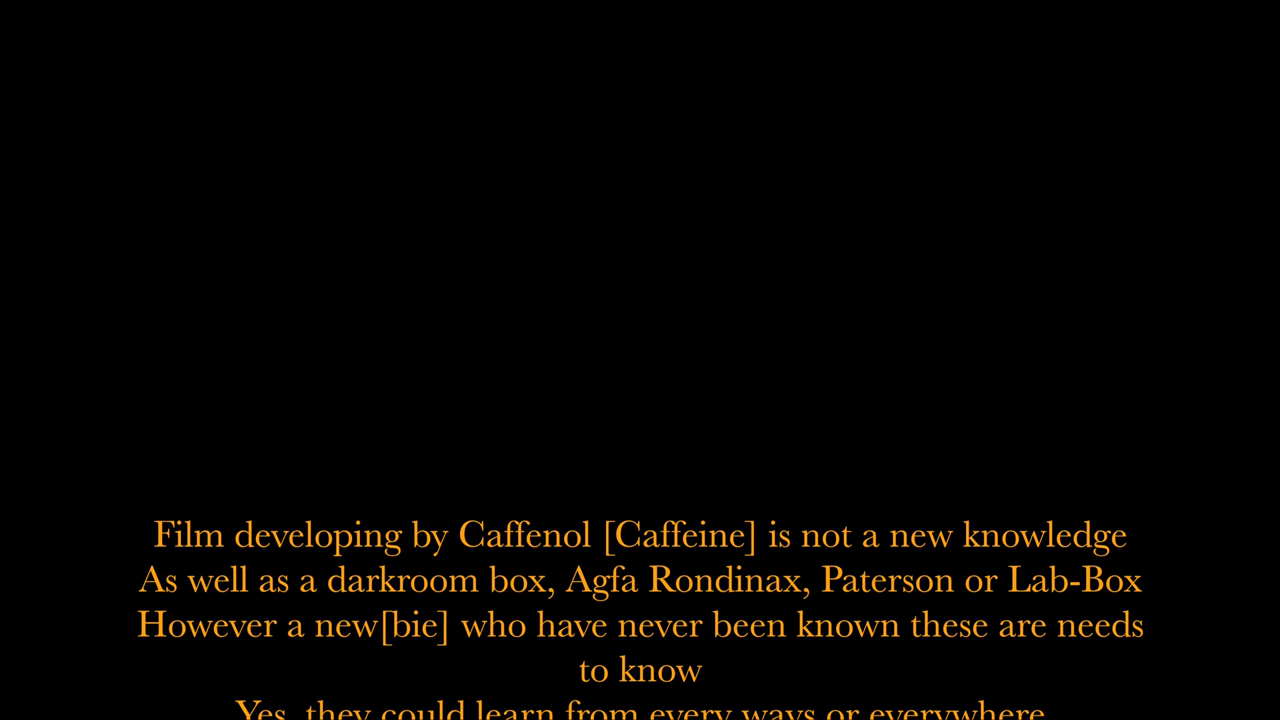 Film developing by Caffenol [Caffeine] is not a new knowledge
As well as a darkroom box, Agfa Rondinax, Paterson or Lab-Box
However a new[bie] who have never been known these are needs
to know
Yes, they could learn from every ways or everywhere